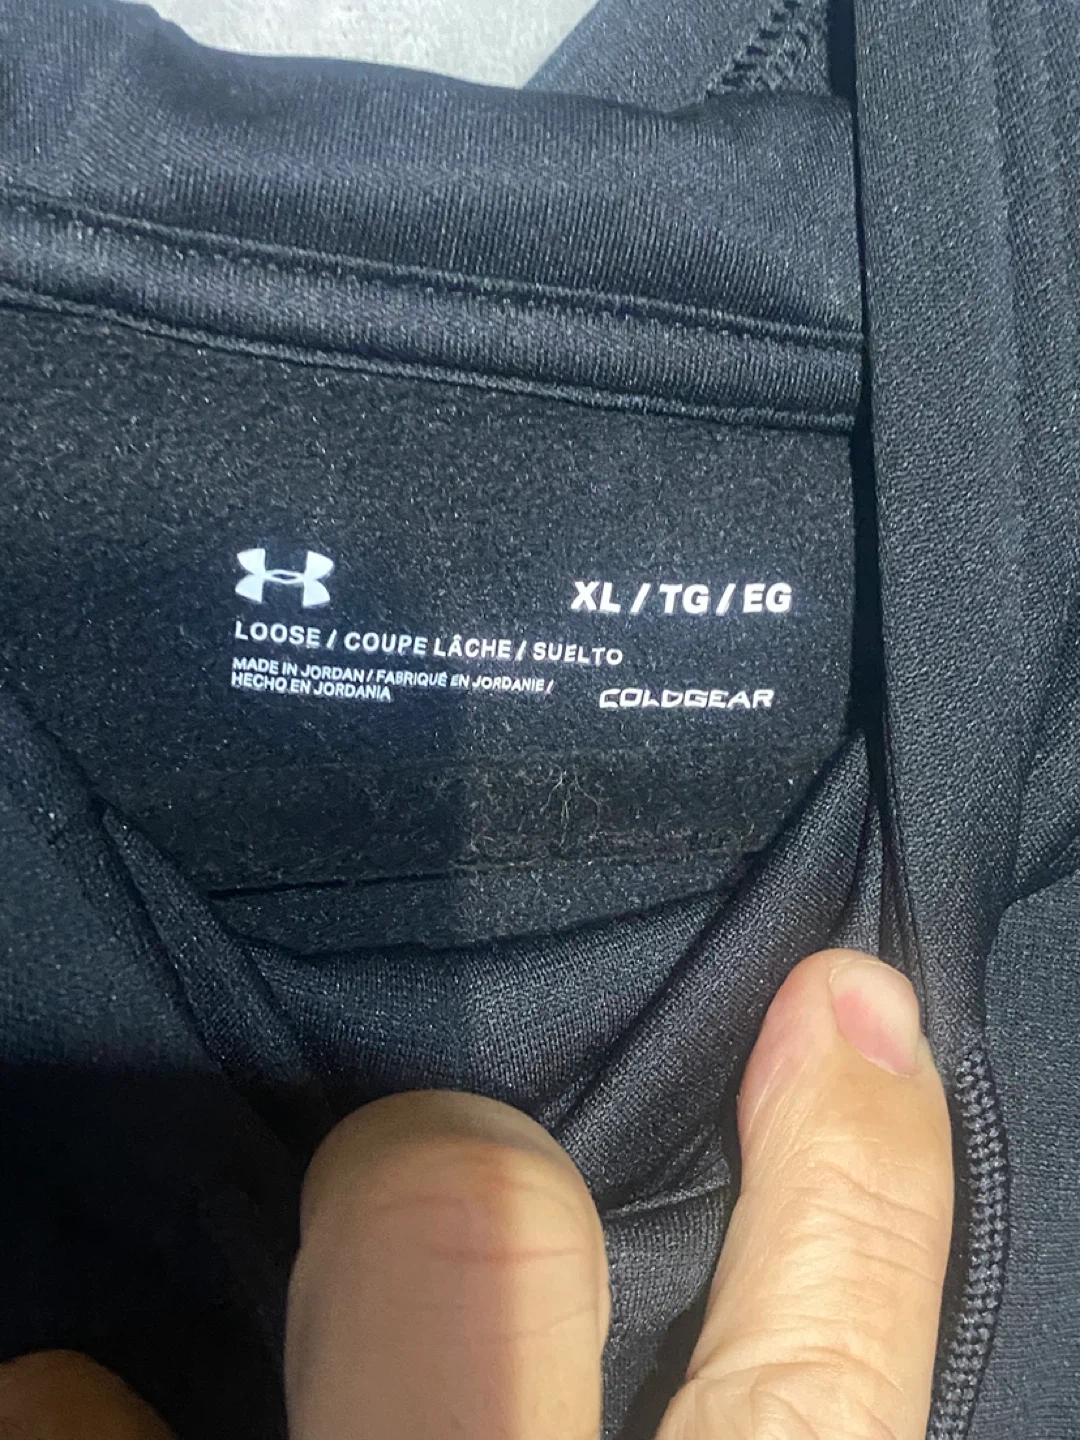 XL / TG / EG
LOOSE / COUPE LÂCHE / SUELTO
MADE IN JORDAN / FABRIQUÉ EN JORDANIE /
HECHO EN JORDANIA
COLDGEAR